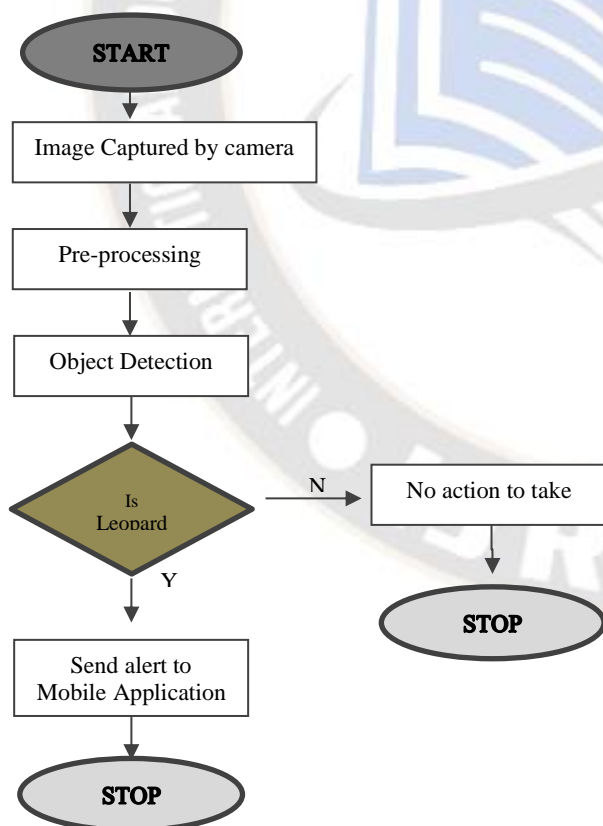 START
Image Captured by camera
Pre-processing
Object Detection
Is
Leopard
N
No action to take
Y
STOP
Send alert to
Mobile Application
STOP